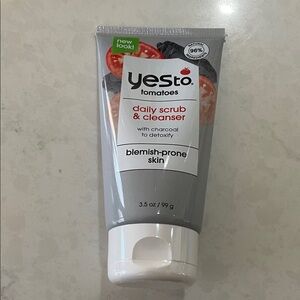 new
look!
96%
yes to
tomatoes
daily scrub
& cleanser
with charcoal
to detoxify
blemish-prone
skin
3.5 oz / 99 g